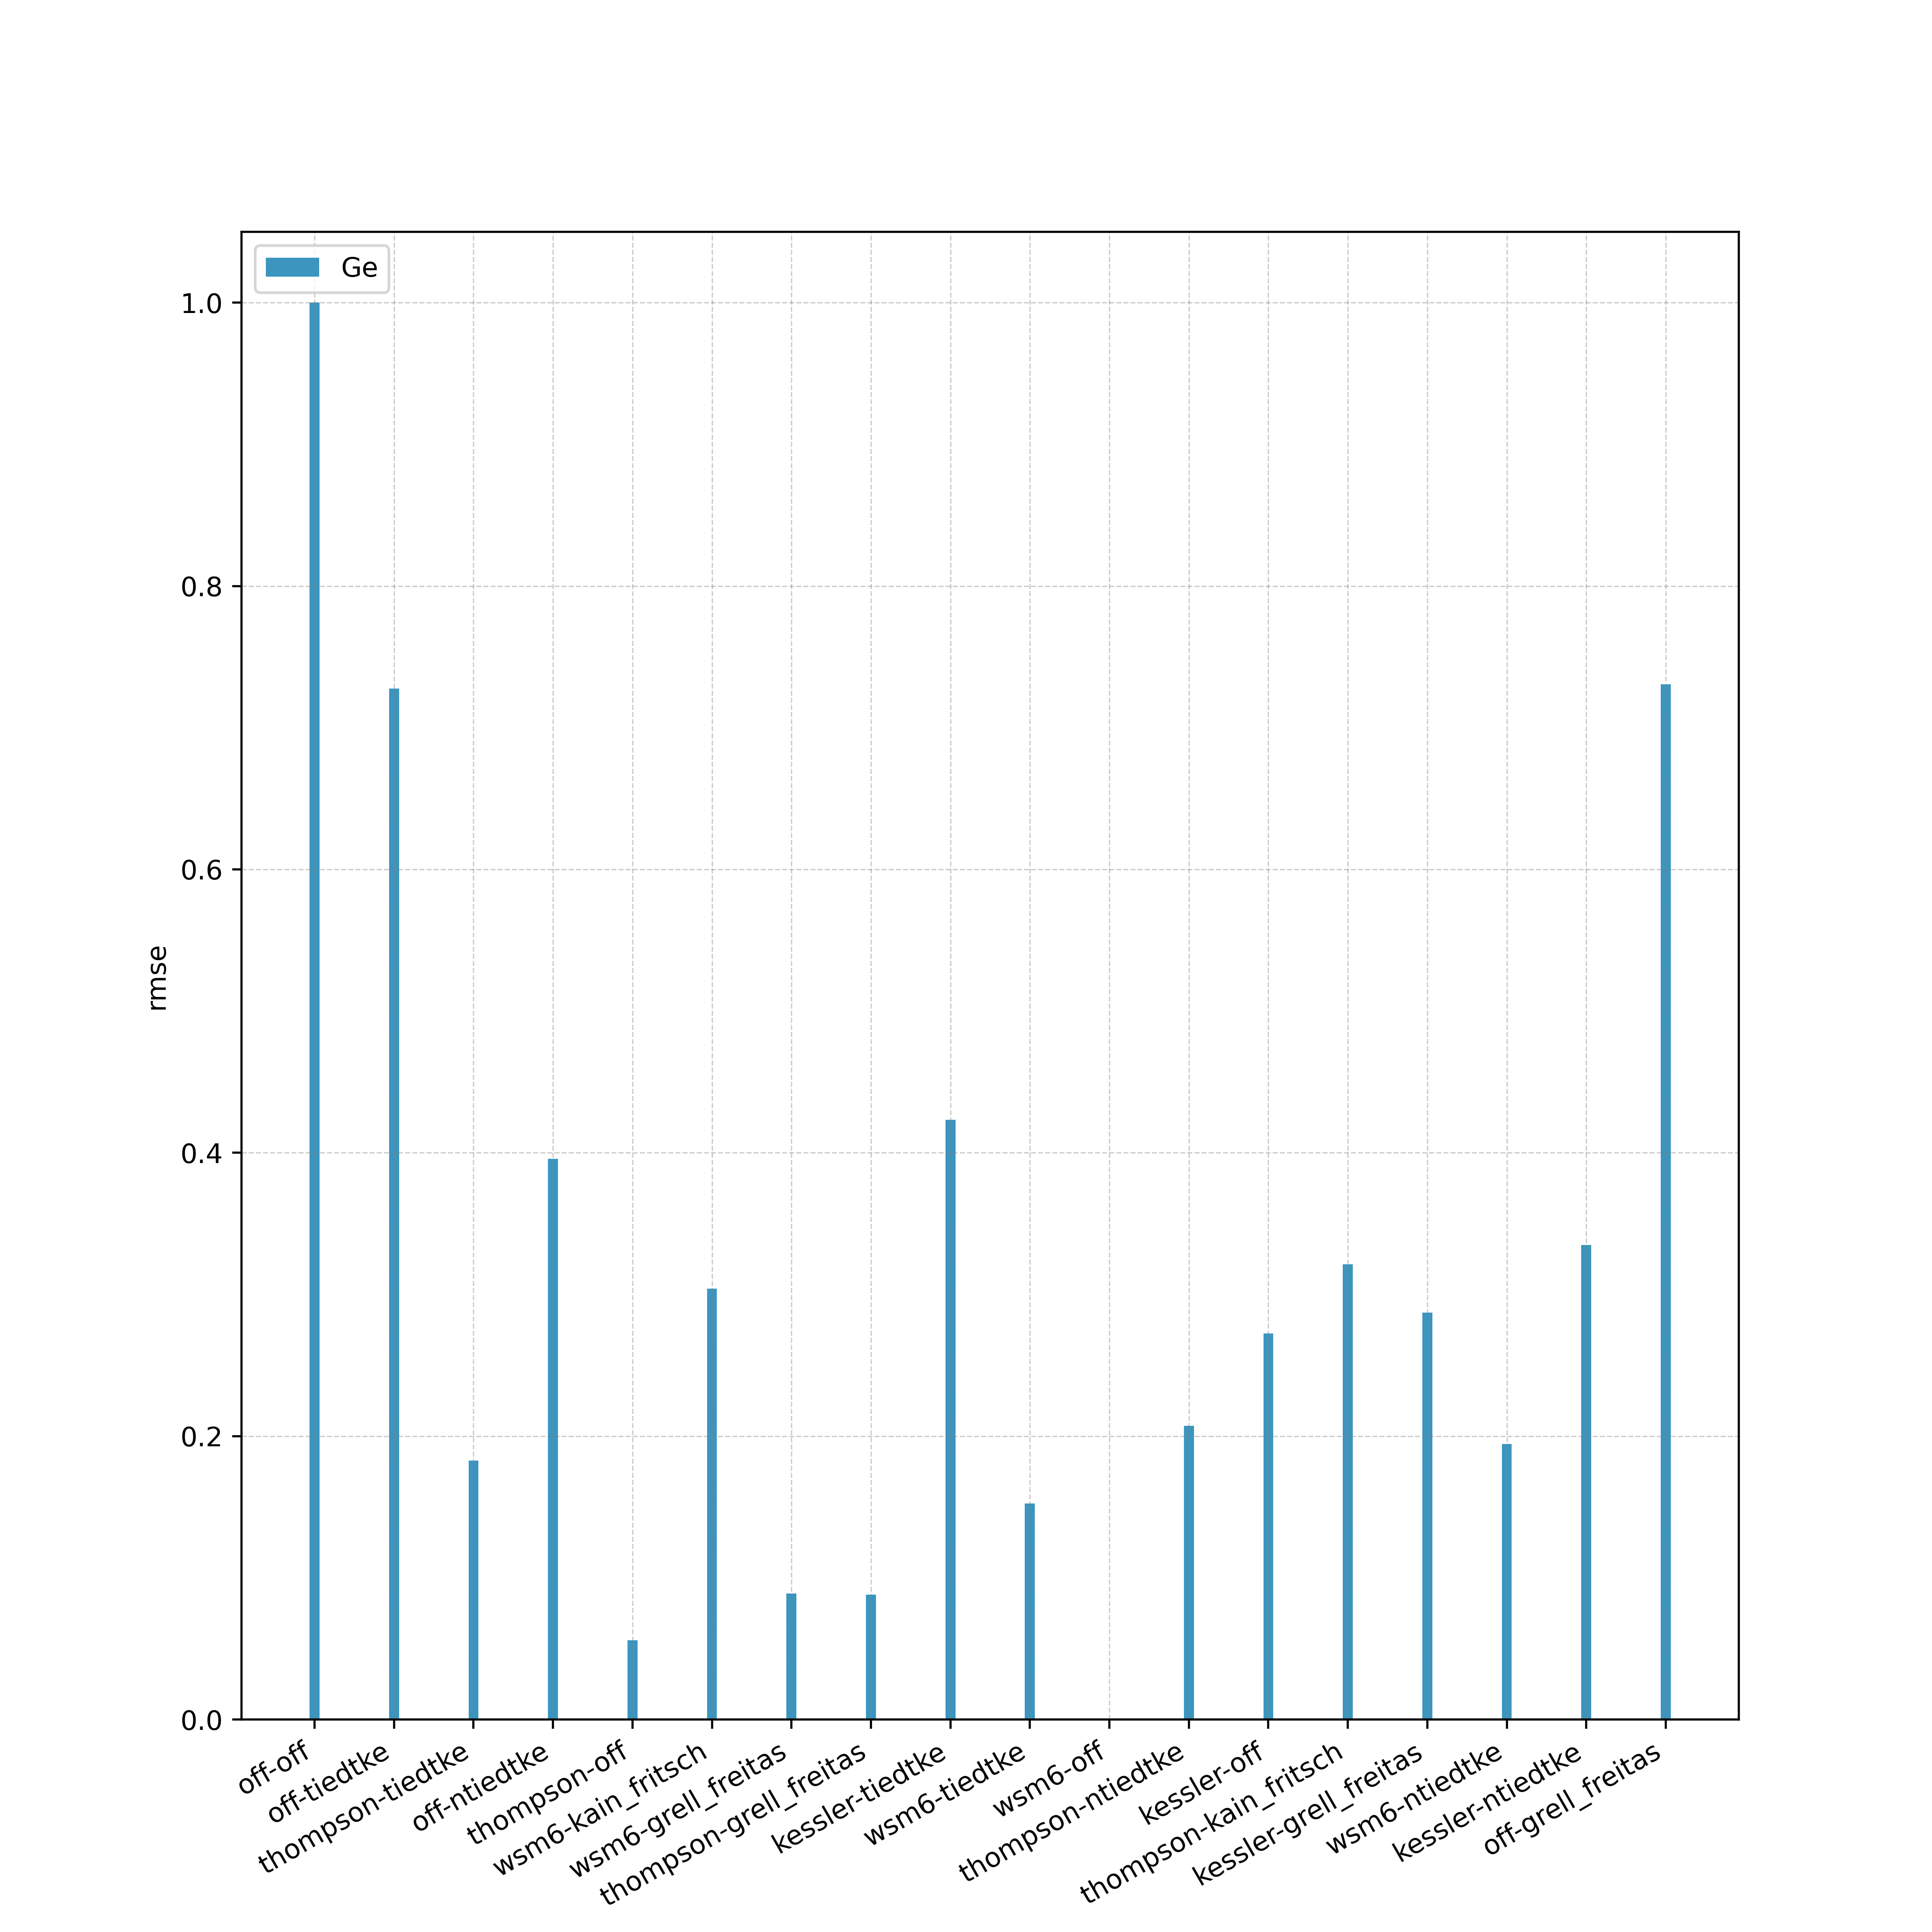 Ge
1.0
0.8
0.6
0.4
0.2
0.0
rmse
off-off
off-tiedtke
thompson-tiedtke
off-ntiedtke
thompson-off
wsm6-kain_fritsch
wsm6-grell_freitas
thompson-grell_freitas
kessler-tiedtke
wsm6-tiedtke
wsm6-off
thompson-ntiedtke
kessler-off
thompson-kain_fritsch
kessler-grell_freitas
wsm6-ntiedtke
kessler-ntiedtke
off-grell_freitas